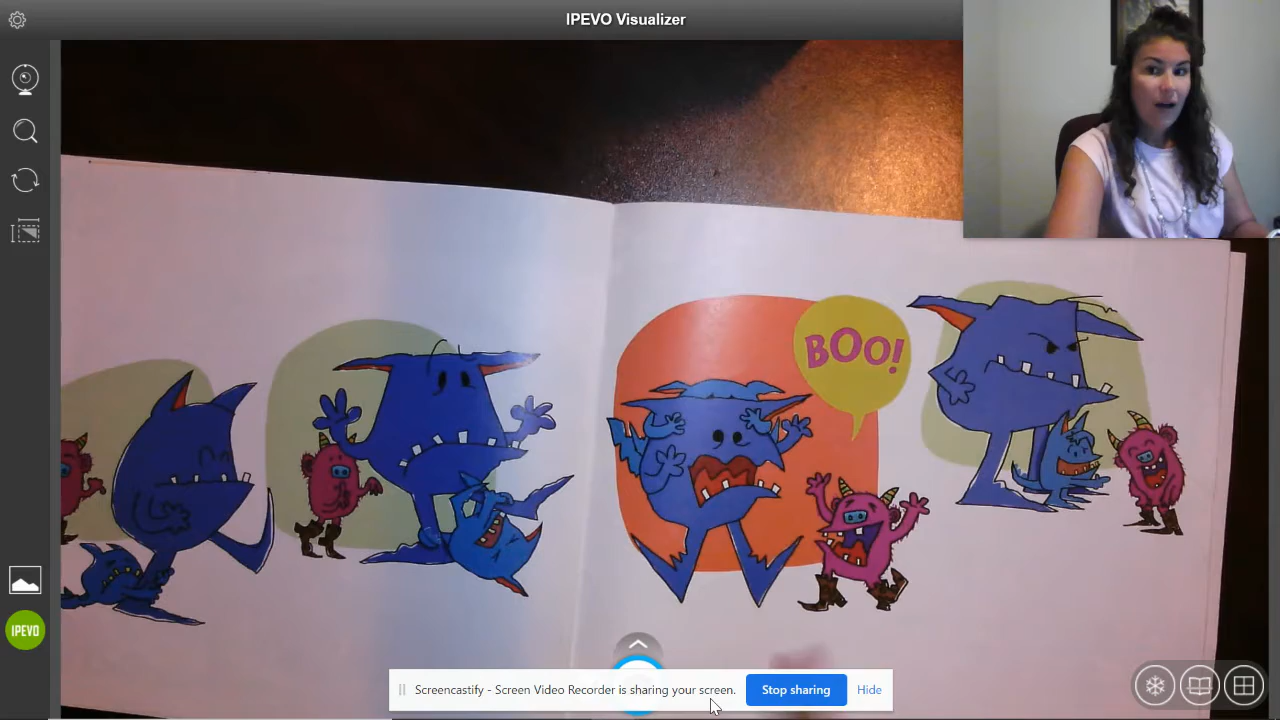 IPEVO Visualizer
BOO!
IPEVO
Screencastify - Screen Video Recorder is sharing your screen.
Stop sharing
Hide